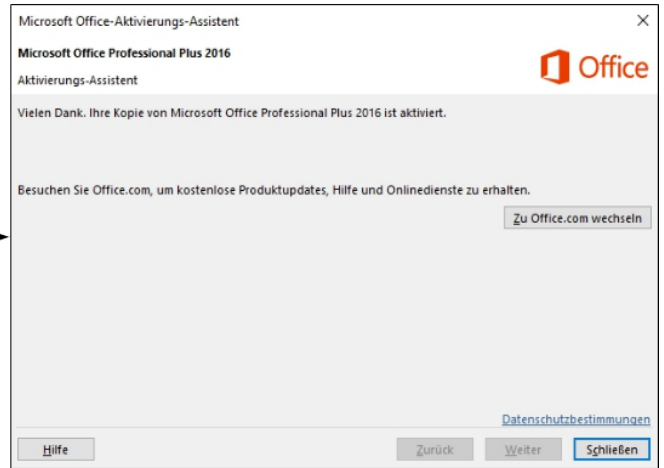 Microsoft Office-Aktivierungs-Assistent
Microsoft Office Professional Plus 2016
Office
Aktivierungs-Assistent
Vielen Dank. Ihre Kopie von Microsoft Office Professional Plus 2016 ist aktiviert.
Besuchen Sie Office.com, um kostenlose Produktupdates, Hilfe und Onlinedienste zu erhalten.
Zu Office.com wechseln
Datenschutzbestimmungen
Hilfe Zurück Weiter Schließen